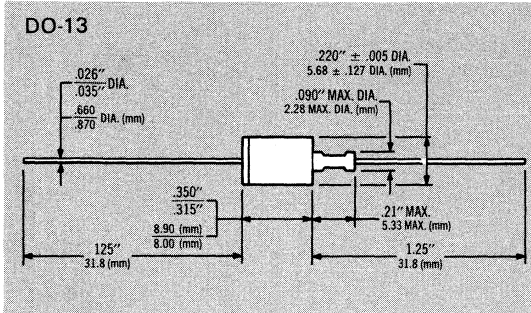 DO-13
.220″ ± .005 DIA.
5.68 ± .127 DIA. (mm)
.026″
.035″ DIA.
.090″ MAX. DIA.
2.28 MAX. DIA. (mm)
.660
.870 DIA. (mm)
.350″
.315″
.21″ MAX.
5.33 MAX. (mm)
8.90 (mm)
8.00 (mm)
125″
31.8 (mm)
1.25″
31.8 (mm)